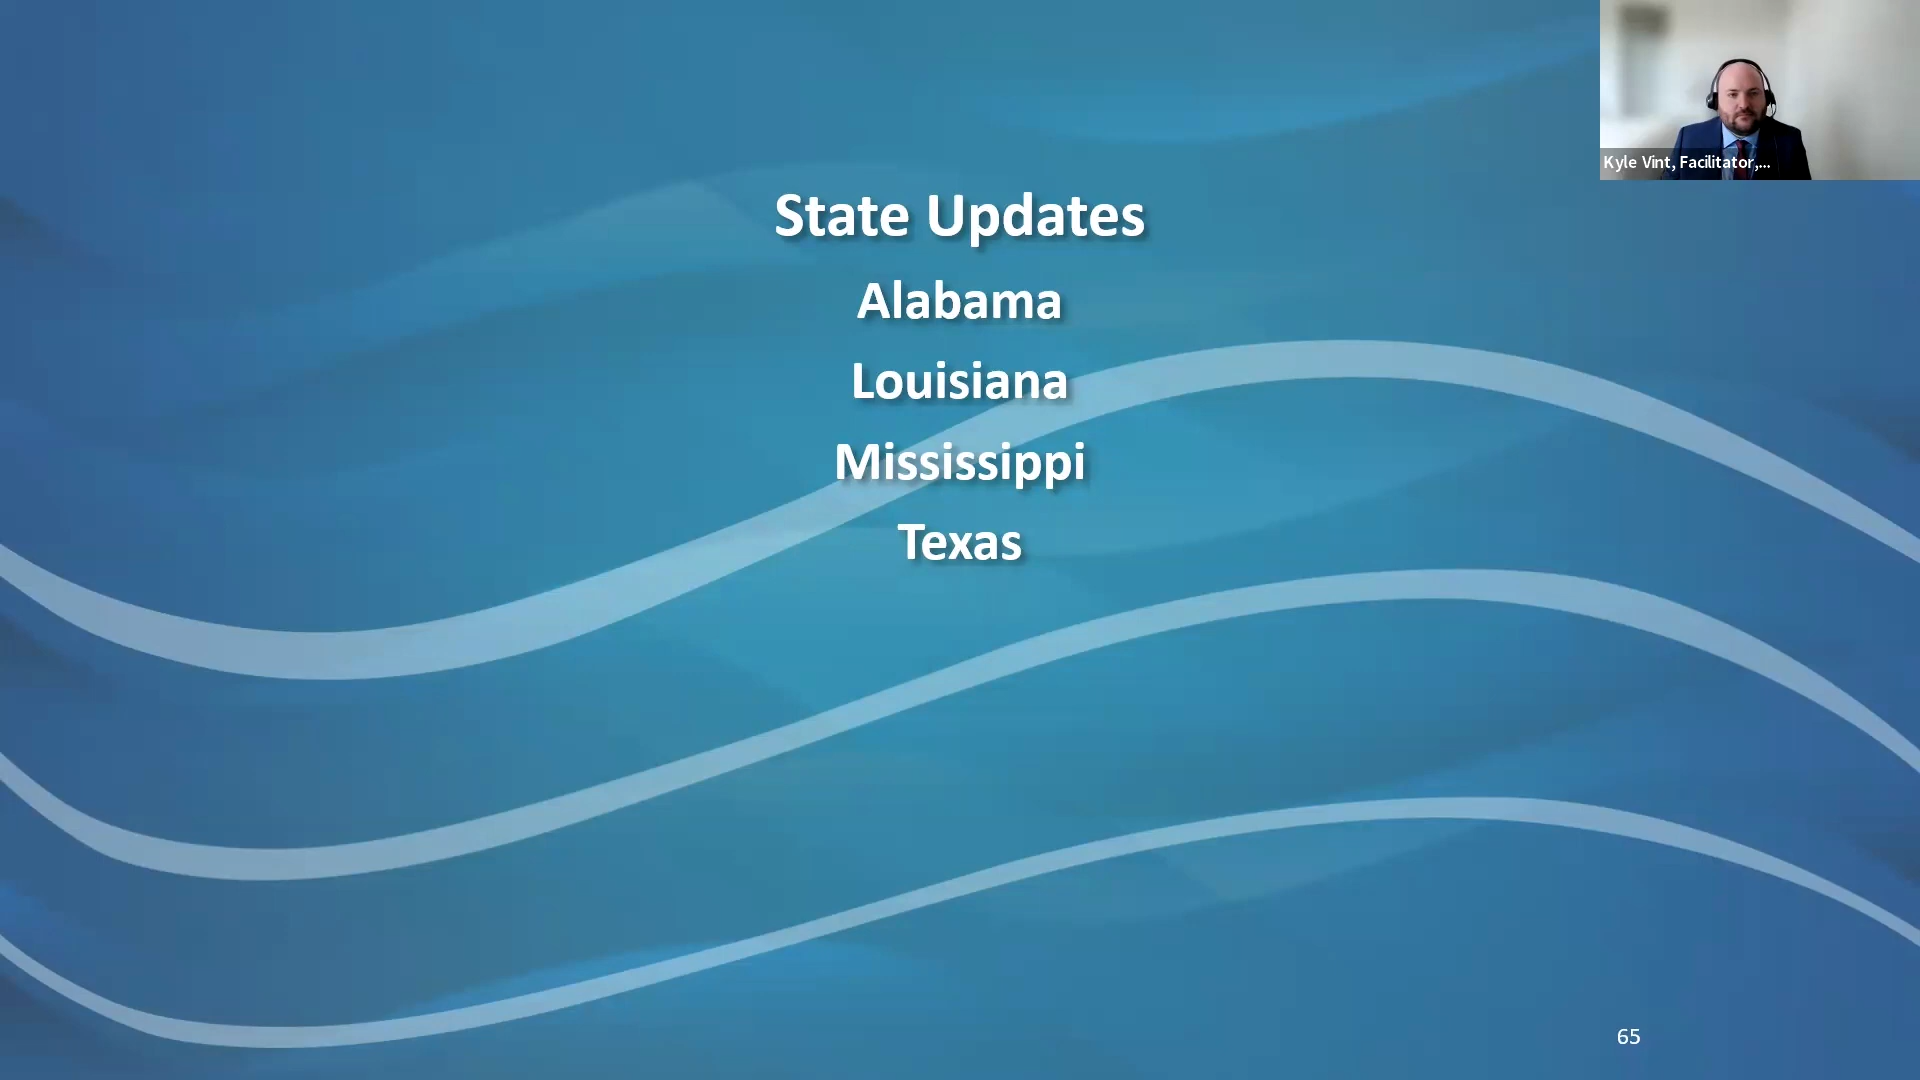 State Updates
Alabama
Louisiana
Mississippi
Texas
Kyle Vint, Facilitator,...
65